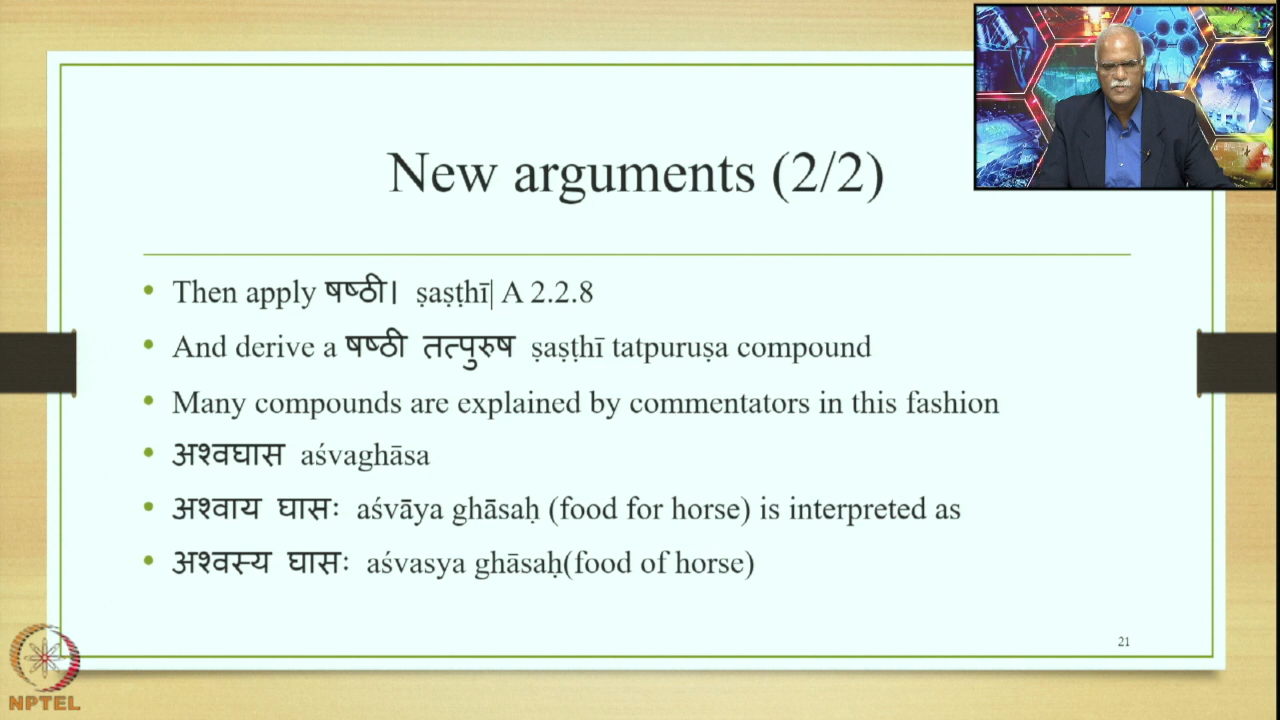 New arguments (2/2)
• Then apply षष्ठी। ṣaṣṭhī| A 2.2.8
• And derive a षष्ठी तत्पुरुष ṣaṣṭhī tatpuruṣa compound
• Many compounds are explained by commentators in this fashion
• अश्वघास aśvaghāsa
• अश्वाय घासः aśvāya ghāsaḥ (food for horse) is interpreted as
• अश्वस्य घासः aśvasya ghāsaḥ(food of horse)
21
NPTEL